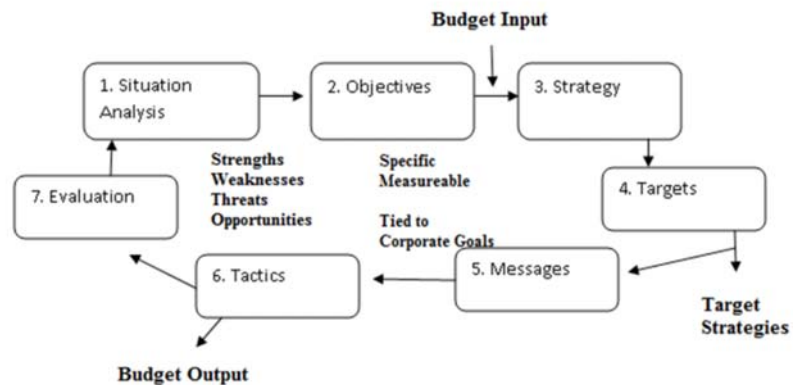 Budget Input
1. Situation
Analysis
2. Objectives
3. Strategy
Strengths
Weaknesses
Threats
Opportunities
Specific
Measureable
Tied to
Corporate Goals
4. Targets
7. Evaluation
6. Tactics
5. Messages
Target
Strategies
Budget Output